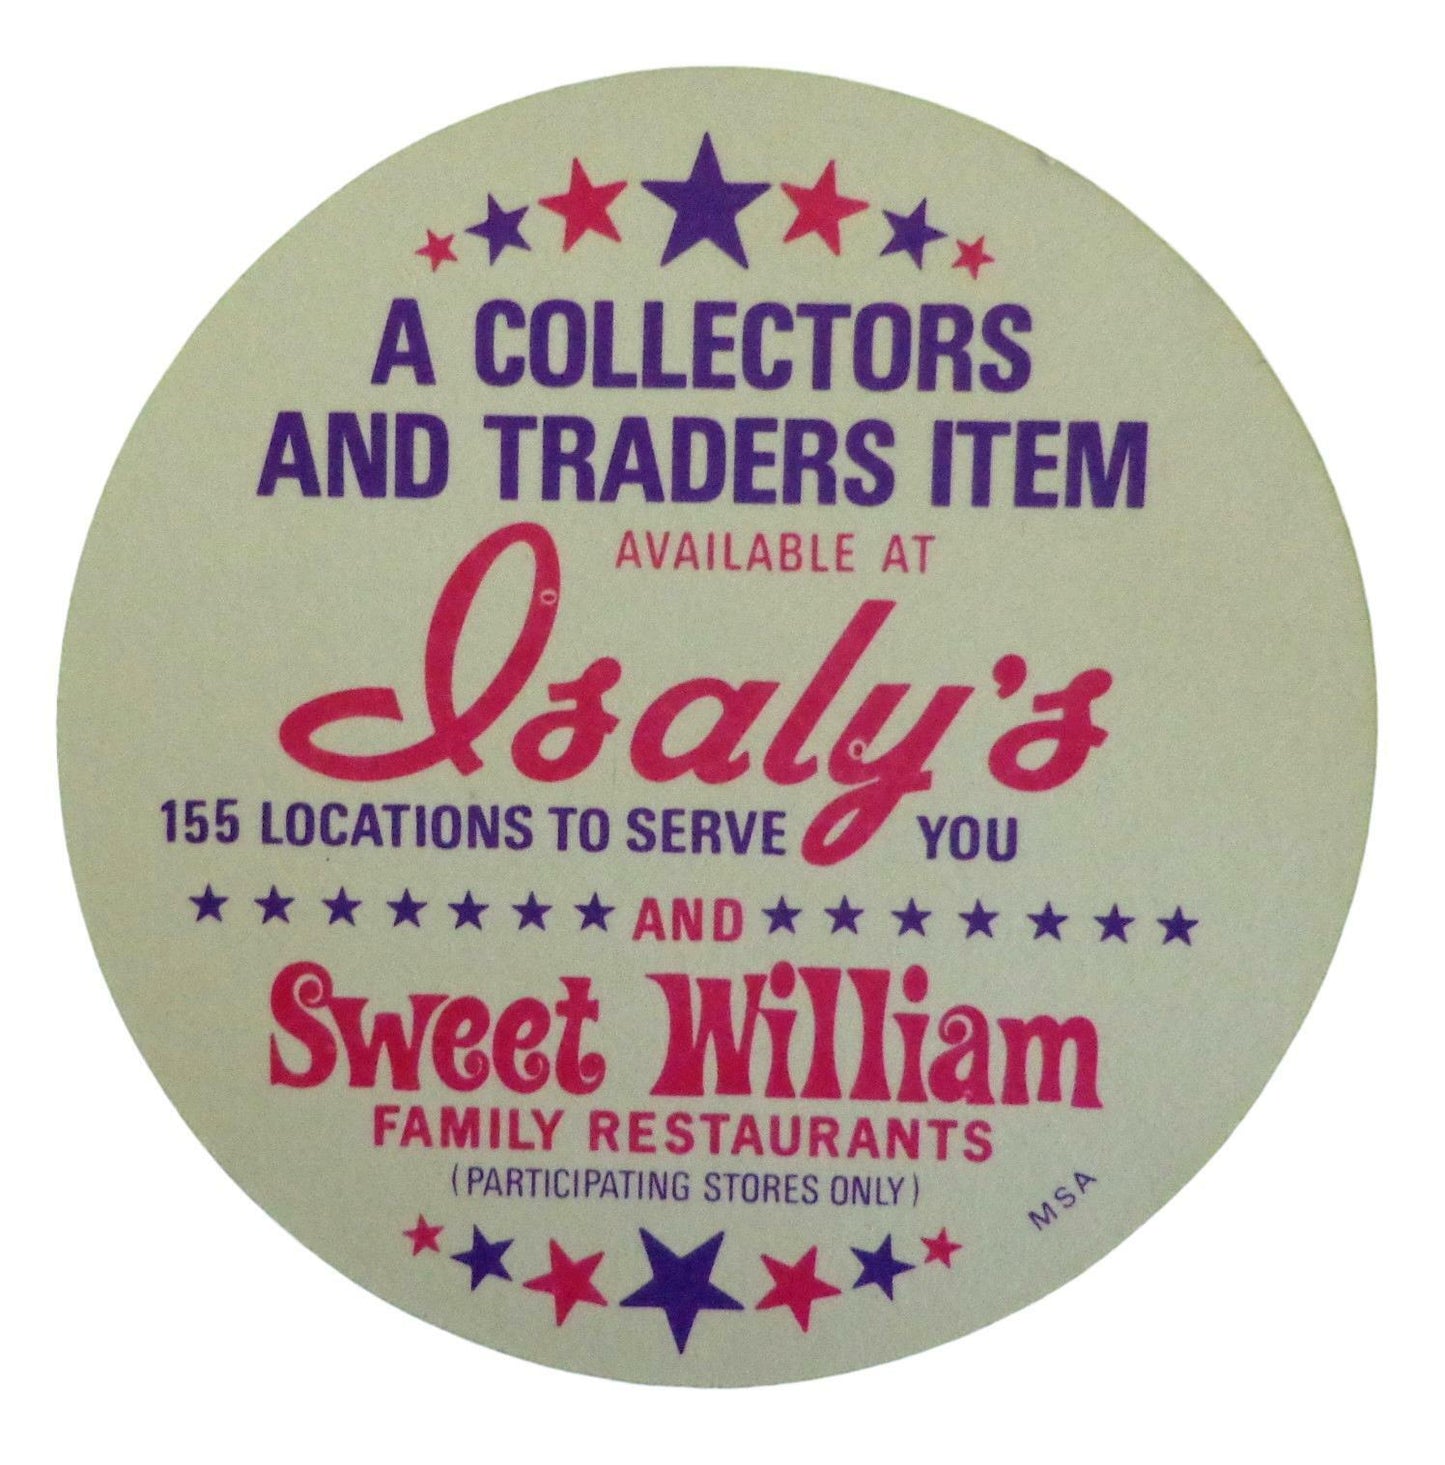 A COLLECTORS
AND TRADERS ITEM
AVAILABLE AT
Isaly's
155 LOCATIONS TO SERVE YOU
AND
Sweet William
FAMILY RESTAURANTS
(PARTICIPATING STORES ONLY)
MSA